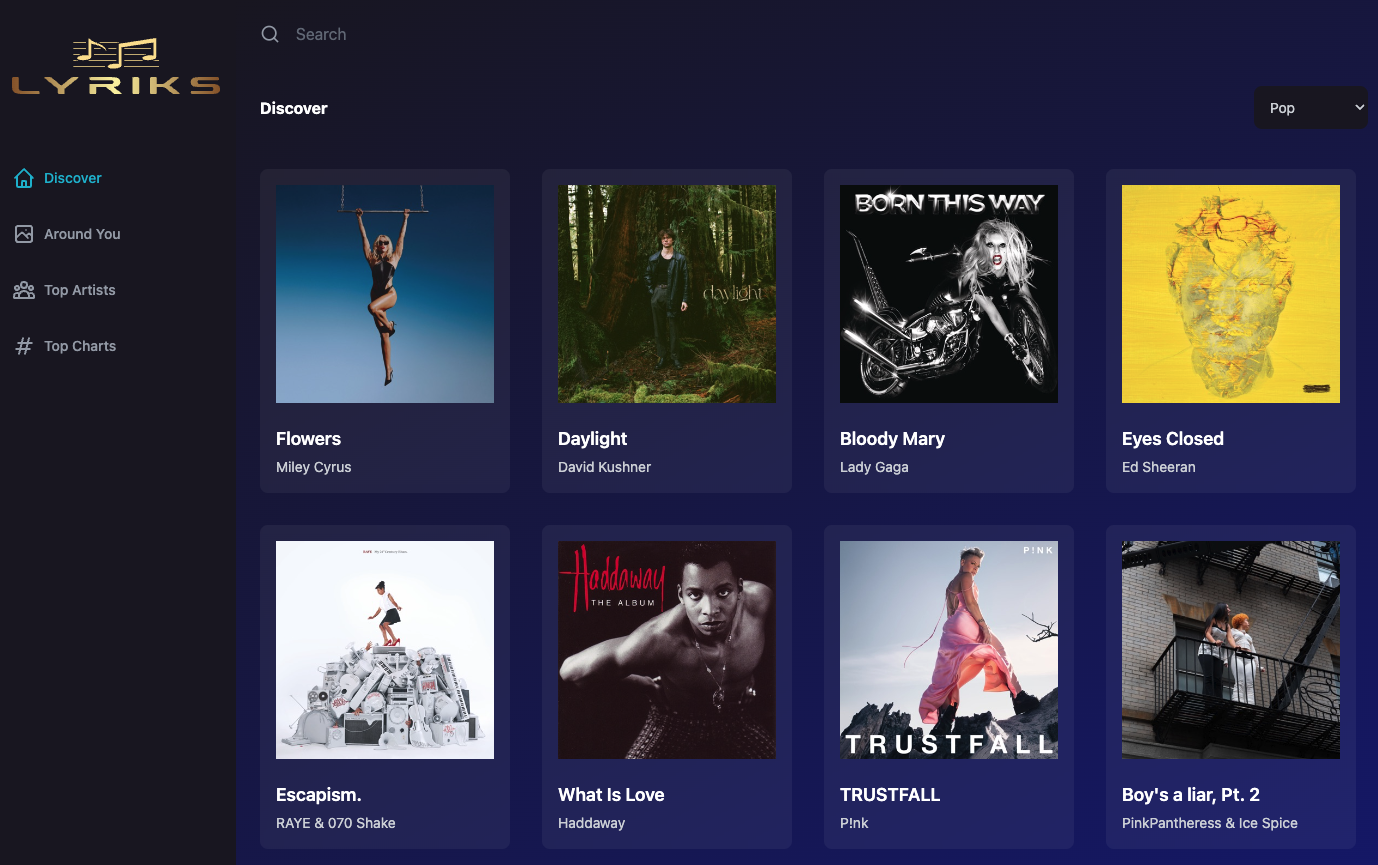 LYRIKS
Search
Discover
Pop
Discover
Around You
Top Artists
Top Charts
BORN THIS WAY
daylight
Flowers
Miley Cyrus
Daylight
David Kushner
Bloody Mary
Lady Gaga
Eyes Closed
Ed Sheeran
Haddaway
THE ALBUM
P!NK
TRUSTFALL
Escapism.
RAYE & 070 Shake
What Is Love
Haddaway
TRUSTFALL
P!nk
Boy's a liar, Pt. 2
PinkPantheress & Ice Spice